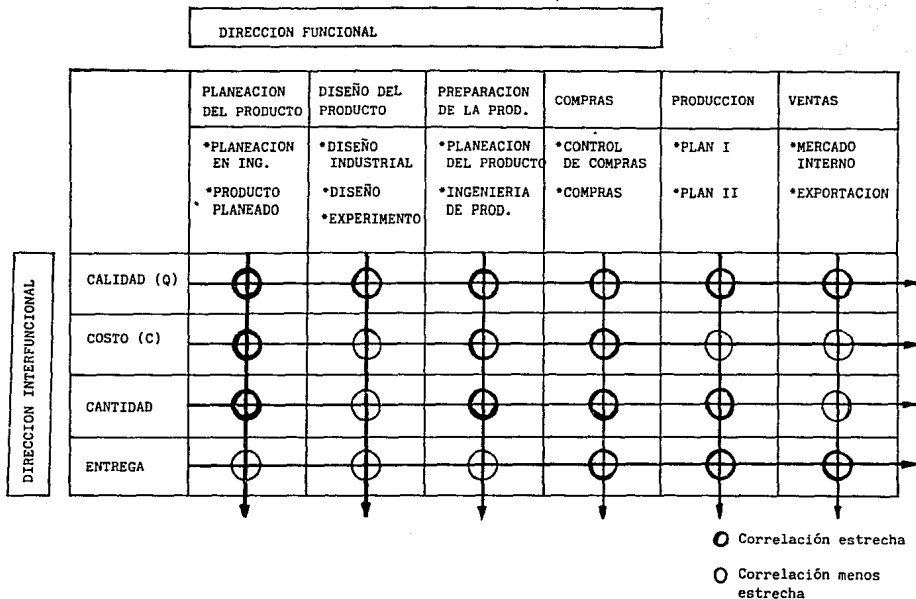 DIRECCION FUNCIONAL
PLANEACION
DEL PRODUCTO
DISEÑO DEL
PRODUCTO
PREPARACION
DE LA PROD.
COMPRAS
PRODUCCION
VENTAS
*PLANEACION
EN ING.
*PRODUCTO
PLANEADO
*DISEÑO
INDUSTRIAL
*DISEÑO
*EXPERIMENTO
*PLANEACION
DEL PRODUCTO
*INGENIERIA
DE PROD.
*CONTROL
DE COMPRAS
*COMPRAS
*PLAN I
*PLAN II
*MERCADO
INTERNO
*EXPORTACION
DIRECCION INTERFUNCIONAL
CALIDAD (Q)
COSTO (C)
CANTIDAD
ENTREGA
Correlación estrecha
Correlación menos
estrecha